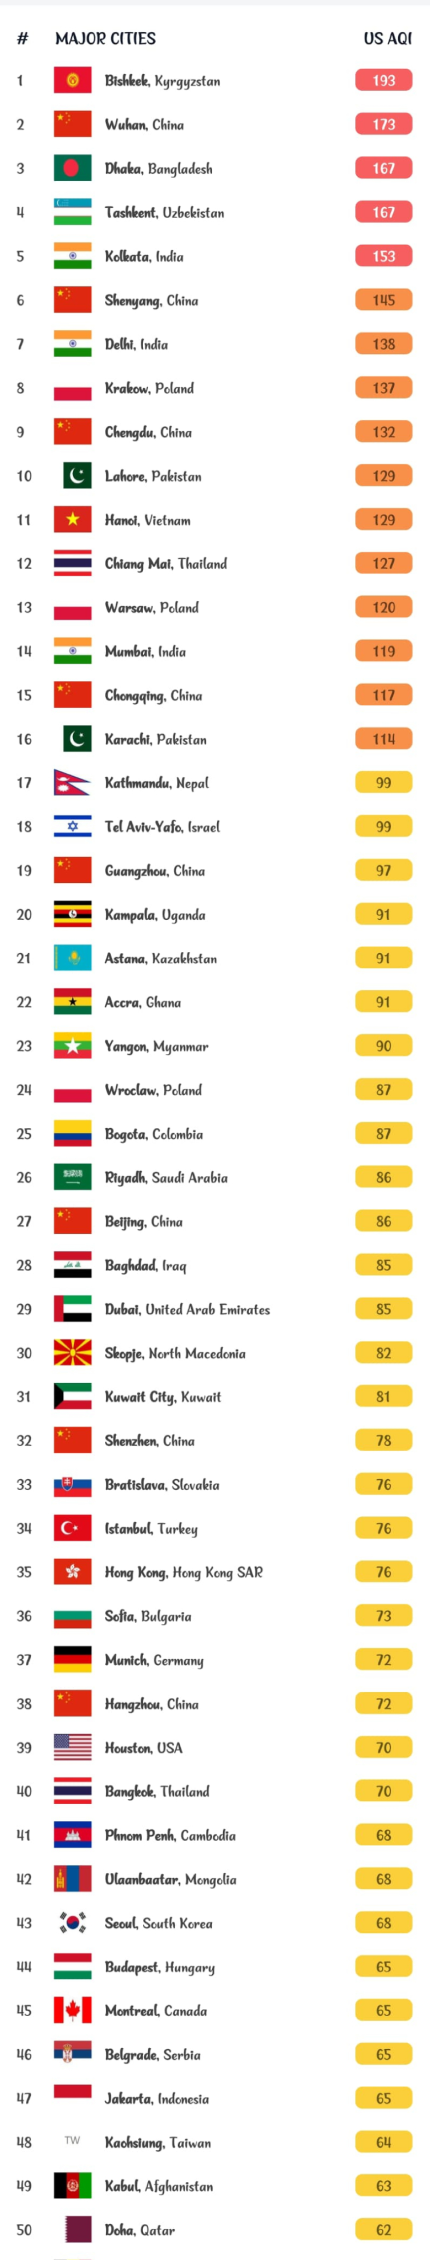 # MAJOR CITIES US AQI
1 Bishkek, Kyrgyzstan 193
2 Wuhan, China 173
3 Dhaka, Bangladesh 167
4 Tashkent, Uzbekistan 167
5 Kolkata, India 153
6 Shenyang, China 145
7 Delhi, India 138
8 Krakow, Poland 137
9 Chengdu, China 132
10 Lahore, Pakistan 129
11 Hanoi, Vietnam 129
12 Chiang Mai, Thailand 127
13 Warsaw, Poland 120
14 Mumbai, India 119
15 Chongqing, China 117
16 Karachi, Pakistan 114
17 Kathmandu, Nepal 99
18 Tel Aviv-Yafo, Israel 99
19 Guangzhou, China 97
20 Kampala, Uganda 91
21 Astana, Kazakhstan 91
22 Accra, Ghana 91
23 Yangon, Myanmar 90
24 Wroclaw, Poland 87
25 Bogota, Colombia 87
26 Riyadh, Saudi Arabia 86
27 Beijing, China 86
28 Baghdad, Iraq 85
29 Dubai, United Arab Emirates 85
30 Skopje, North Macedonia 82
31 Kuwait City, Kuwait 81
32 Shenzhen, China 78
33 Bratislava, Slovakia 76
34 Istanbul, Turkey 76
35 Hong Kong, Hong Kong SAR 76
36 Sofia, Bulgaria 73
37 Munich, Germany 72
38 Hangzhou, China 72
39 Houston, USA 70
40 Bangkok, Thailand 70
41 Phnom Penh, Cambodia 68
42 Ulaanbaatar, Mongolia 68
43 Seoul, South Korea 68
44 Budapest, Hungary 65
45 Montreal, Canada 65
46 Belgrade, Serbia 65
47 Jakarta, Indonesia 65
48 TW Kaohsiung, Taiwan 64
49 Kabul, Afghanistan 63
50 Doha, Qatar 62